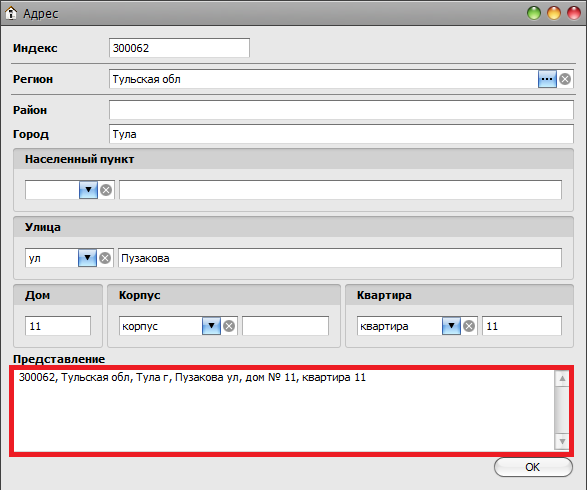 Адрес
Индекс 300062
Регион Тульская обл ...
Район
Город Тула
Населенный пункт
Улица
ул Пузакова
Дом Корпус Квартира
11 корпус квартира 11
Представление
300062, Тульская обл, Тула г, Пузакова ул, дом № 11, квартира 11
OK